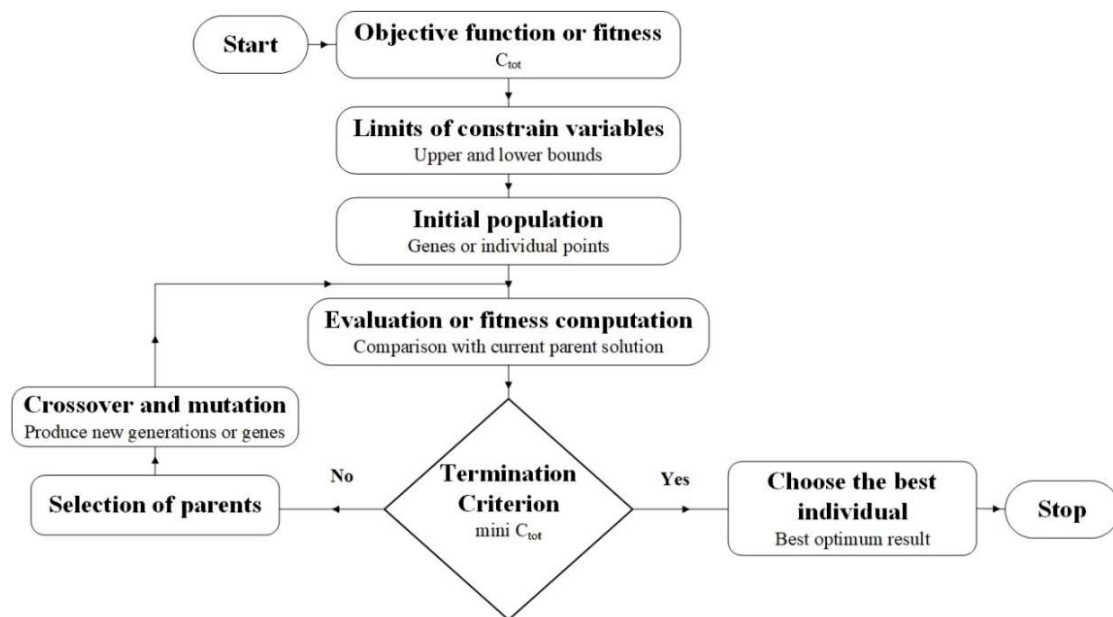 Start
Objective function or fitness
C_tot
Limits of constrain variables
Upper and lower bounds
Initial population
Genes or individual points
Evaluation or fitness computation
Comparison with current parent solution
Crossover and mutation
Produce new generations or genes
Selection of parents
No
Termination
Criterion
mini C_tot
Yes
Choose the best
individual
Best optimum result
Stop